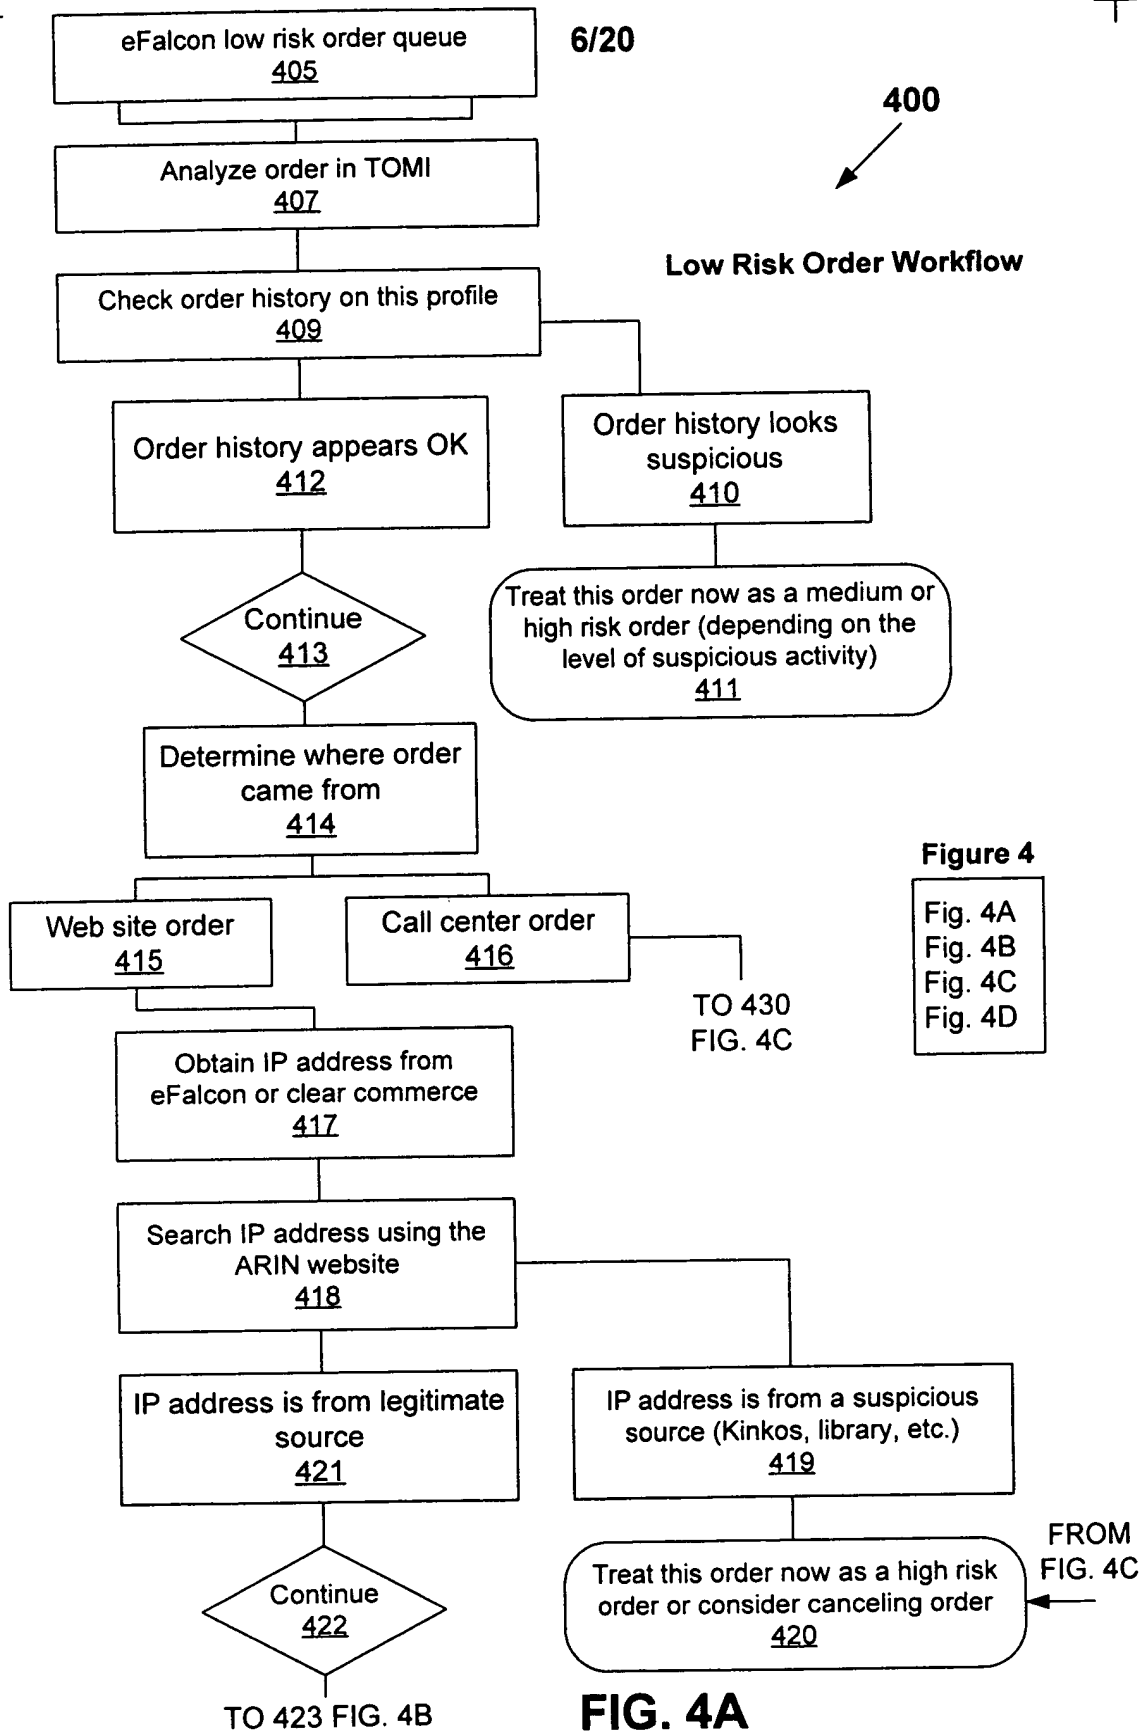 eFalcon low risk order queue
405
6/20
400
Analyze order in TOMI
407
Low Risk Order Workflow
Check order history on this profile
409
Order history appears OK
412
Order history looks
suspicious
410
Continue
413
Treat this order now as a medium or
high risk order (depending on the
level of suspicious activity)
411
Determine where order
came from
414
Figure 4
Fig. 4A
Fig. 4B
Fig. 4C
Fig. 4D
Web site order
415
Call center order
416
TO 430
FIG. 4C
Obtain IP address from
eFalcon or clear commerce
417
Search IP address using the
ARIN website
418
IP address is from legitimate
source
421
IP address is from a suspicious
source (Kinkos, library, etc.)
419
Continue
422
Treat this order now as a high risk
order or consider canceling order
420
FROM
FIG. 4C
TO 423 FIG. 4B
FIG. 4A